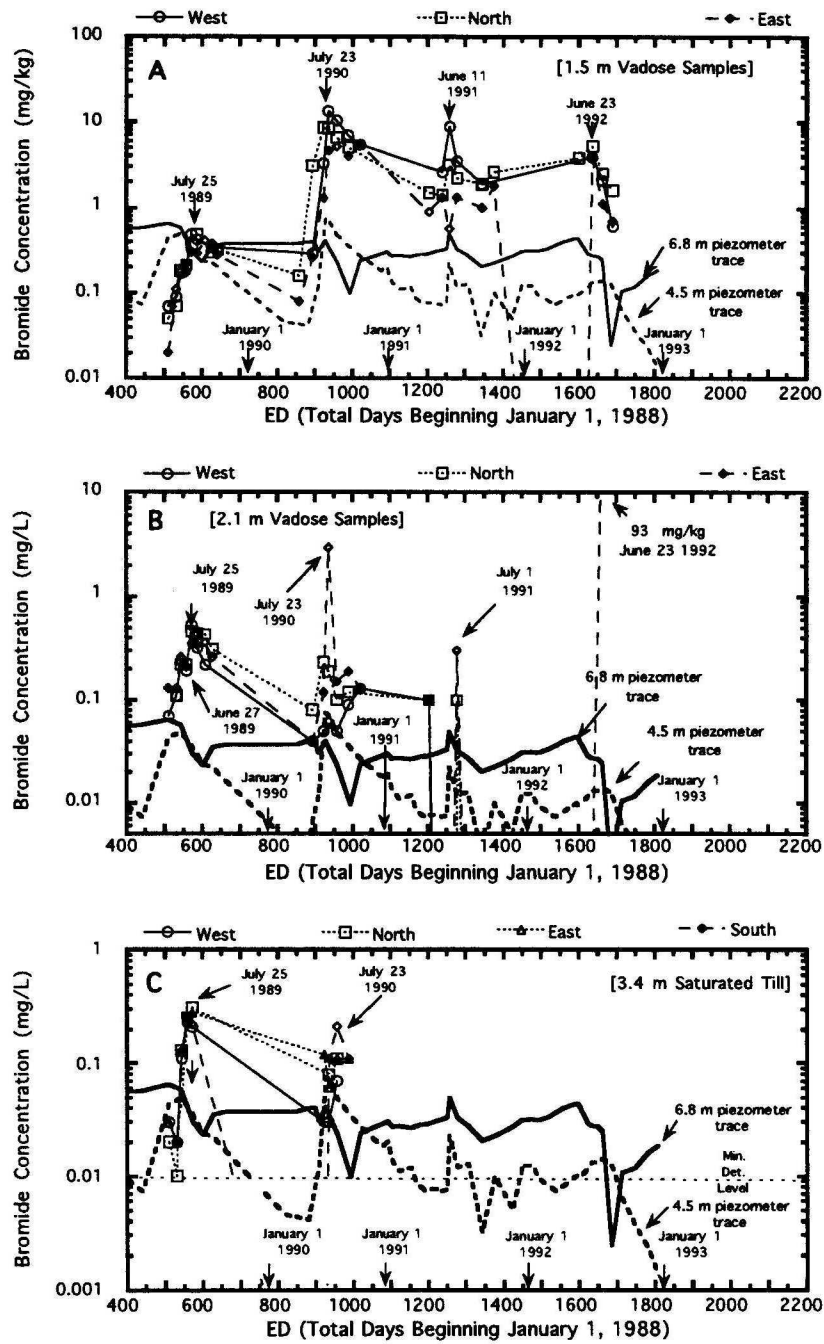 West North East
100
10
1
0.1
0.01
Bromide Concentration (mg/kg)
A
[1.5 m Vadose Samples]
July 23
1990
June 11
1991
June 23
1992
July 25
1989
6.8 m piezometer
trace
4.5 m piezometer
trace
January 1
1990
January 1
1991
January 1
1992
January 1
1993
400 600 800 1000 1200 1400 1600 1800 2000 2200
ED (Total Days Beginning January 1, 1988)
West North East
10
1
0.1
0.01
Bromide Concentration (mg/L)
B
[2.1 m Vadose Samples]
93 mg/kg
June 23 1992
July 25
1989
July 23
1990
July 1
1991
June 27
1989
6.8 m piezometer
trace
4.5 m piezometer
trace
January 1
1990
January 1
1991
January 1
1992
January 1
1993
400 600 800 1000 1200 1400 1600 1800 2000 2200
ED (Total Days Beginning January 1, 1988)
West North East South
1
0.1
0.01
0.001
Bromide Concentration (mg/L)
C
[3.4 m Saturated Till]
July 25
1989
July 23
1990
6.8 m piezometer
trace
Min.
Det.
Level
4.5 m piezometer
trace
January 1
1990
January 1
1991
January 1
1992
January 1
1993
400 600 800 1000 1200 1400 1600 1800 2000 2200
ED (Total Days Beginning January 1, 1988)